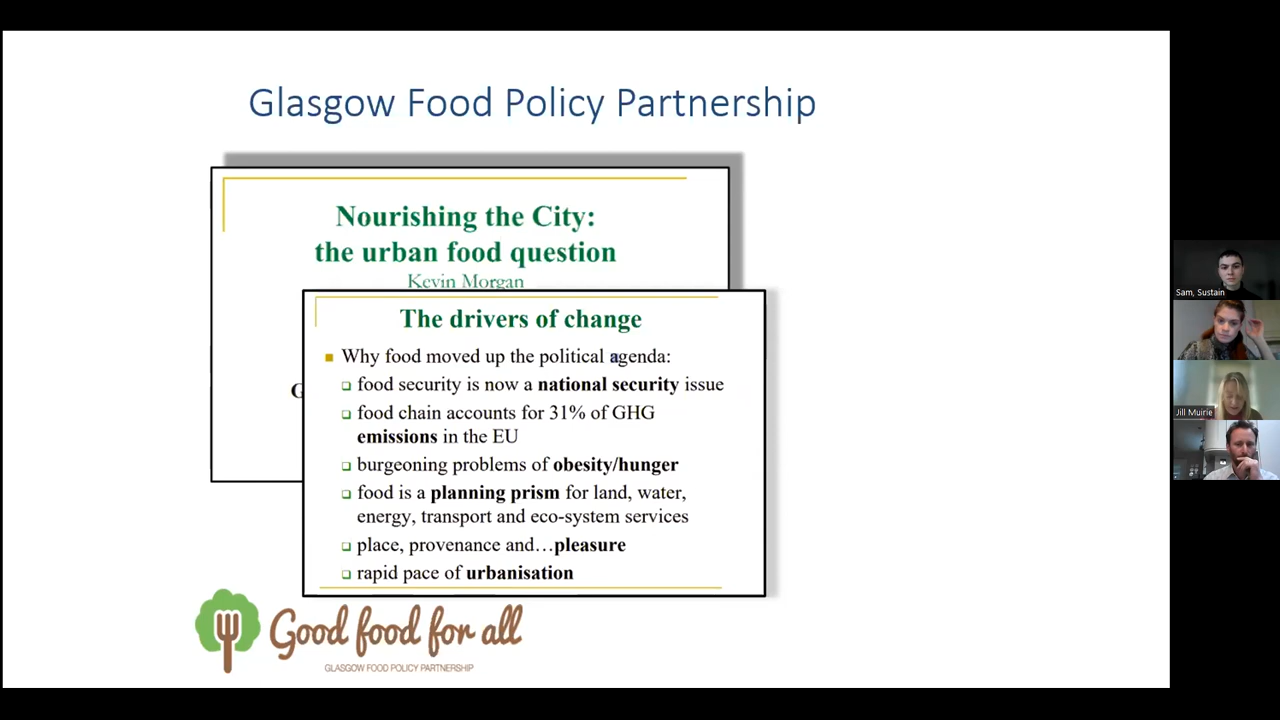 Glasgow Food Policy Partnership
Nourishing the City:
the urban food question
Kevin Morgan
G
The drivers of change
Why food moved up the political agenda:
food security is now a national security issue
food chain accounts for 31% of GHG
emissions in the EU
burgeoning problems of obesity/hunger
food is a planning prism for land, water,
energy, transport and eco-system services
place, provenance and…pleasure
rapid pace of urbanisation
Good food for all
GLASGOW FOOD POLICY PARTNERSHIP
Sam, Sustain
Jill Muirie